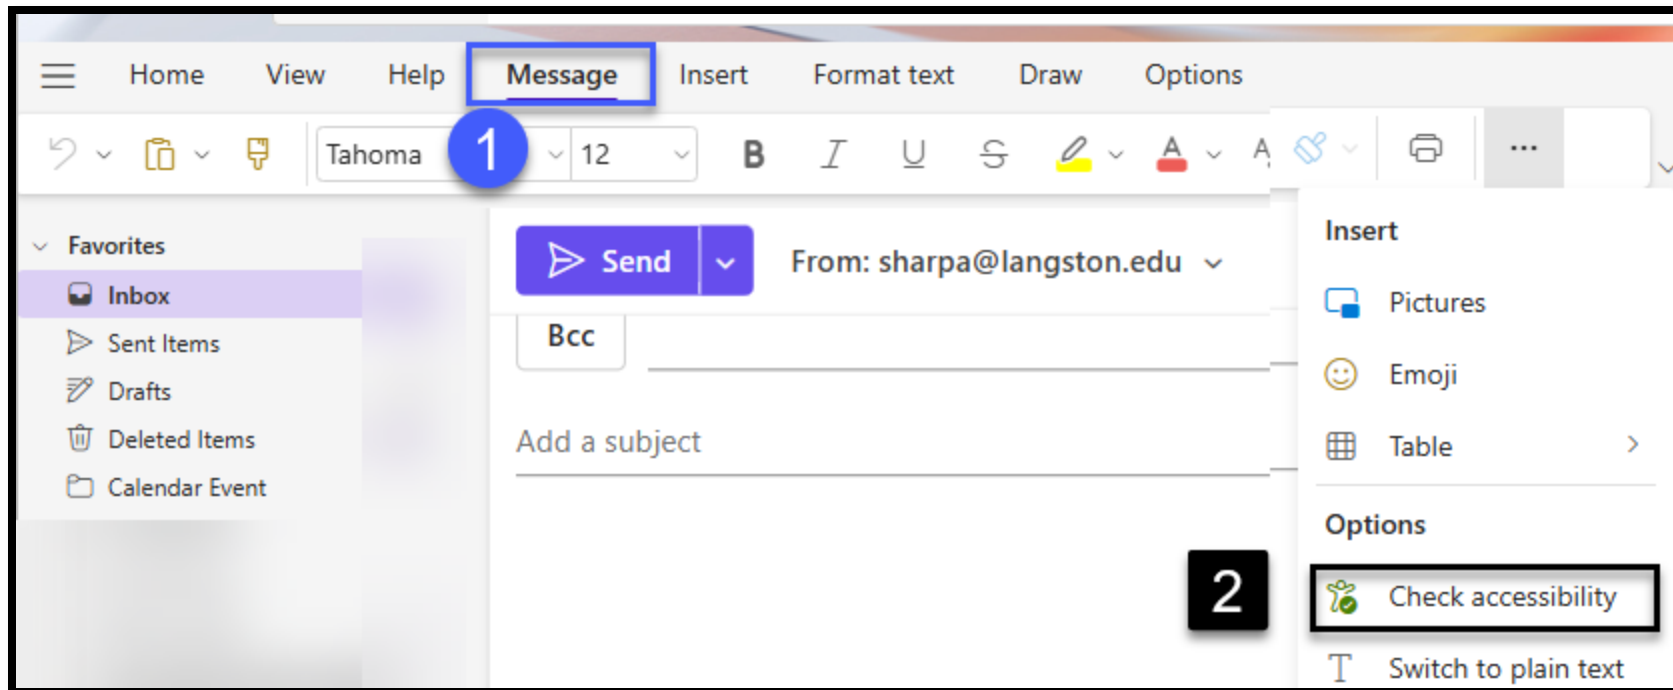 Home View Help Message Insert Format text Draw Options
Tahoma 1 12 B I U S A A ...
Favorites
Inbox
Sent Items
Drafts
Deleted Items
Calendar Event
Send From: sharpa@langston.edu
Bcc
Add a subject
Insert
Pictures
Emoji
Table
Options
2 Check accessibility
Switch to plain text